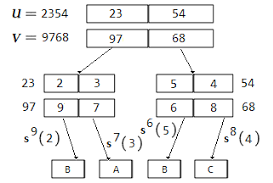 u = 2354 23 54
v = 9768 97 68
23 2 3 5 4 54
97 9 7 6 8 68
s⁹(2) s⁷(3) s⁶(5) s⁸(4)
B A B C